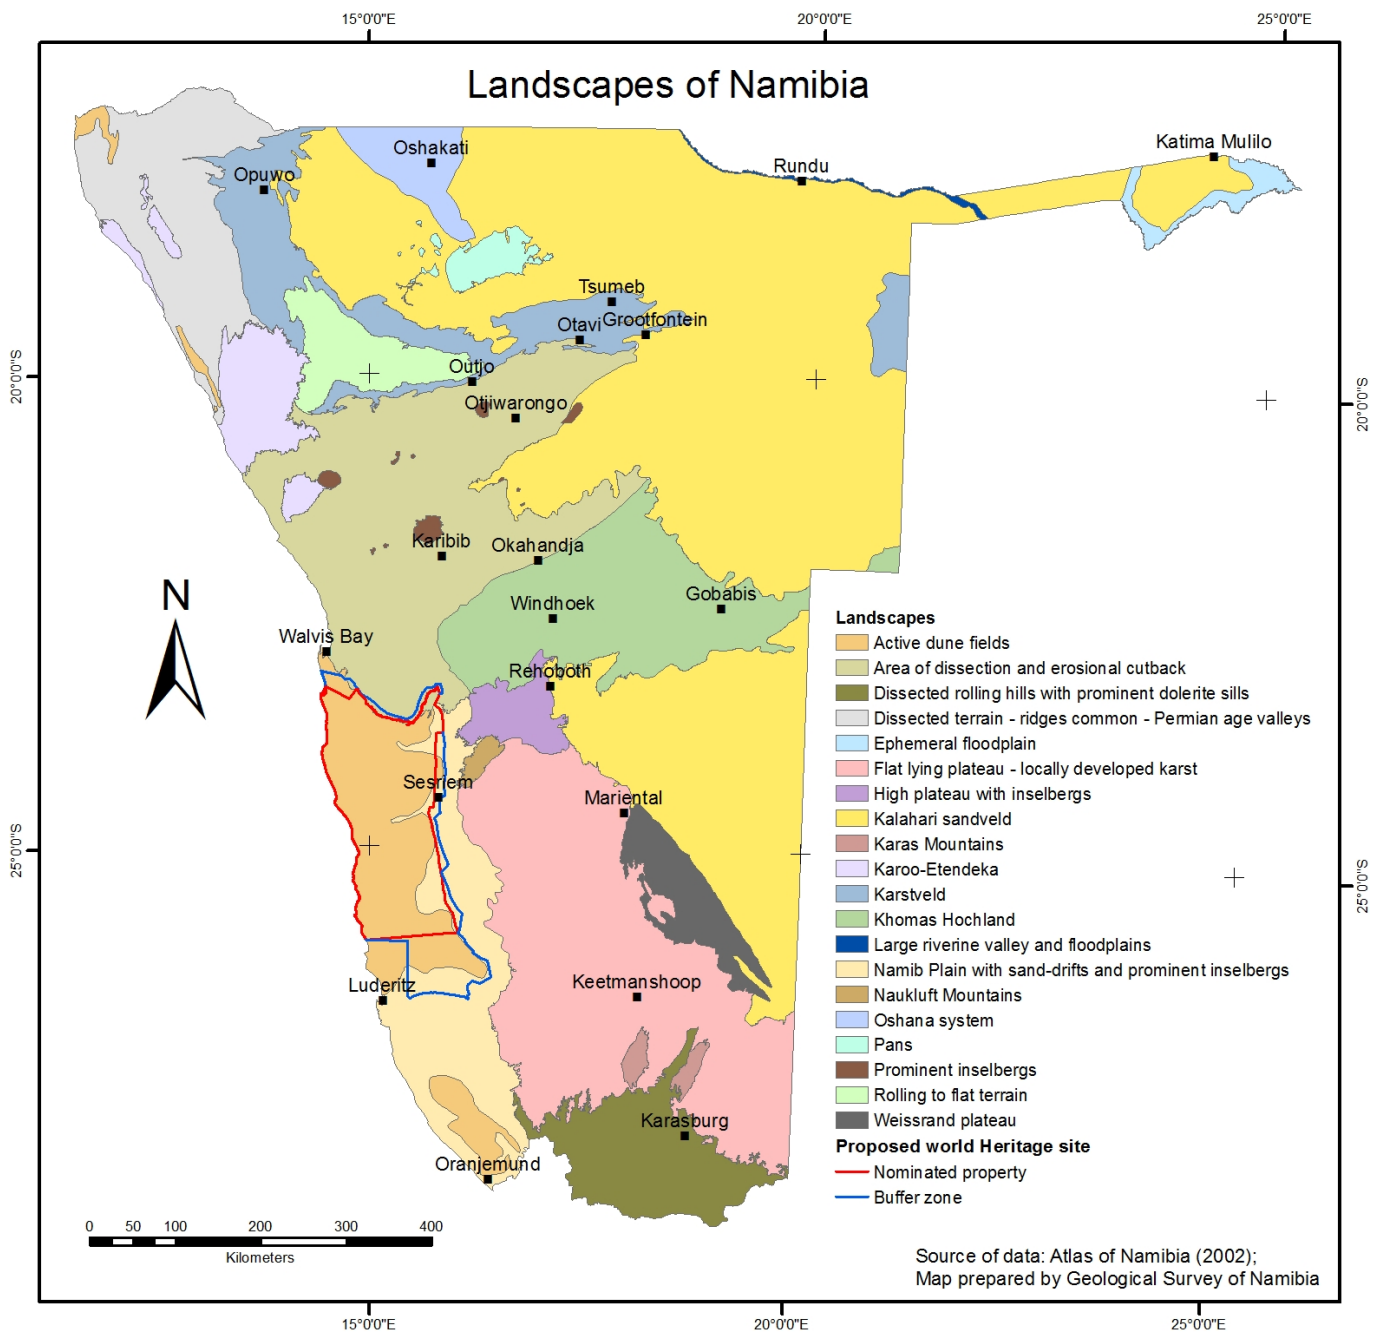 15°0'0"E
20°0'0"E
25°0'0"E
Landscapes of Namibia
Oshakati
Katima Mulilo
Rundu
Opuwo
Tsumeb
Otavi
Grootfontein
20°0'0"S
Outjo
Otjiwarongo
20°0'0"S
Karibib
Okahandja
N
Windhoek
Gobabis
Walvis Bay
Rehoboth
Sesriem
Mariental
25°0'0"S
25°0'0"S
Keetmanshoop
Luderitz
Karasburg
Oranjemund
Landscapes
Active dune fields
Area of dissection and erosional cutback
Dissected rolling hills with prominent dolerite sills
Dissected terrain - ridges common - Permian age valleys
Ephemeral floodplain
Flat lying plateau - locally developed karst
High plateau with inselbergs
Kalahari sandveld
Karas Mountains
Karoo-Etendeka
Karstveld
Khomas Hochland
Large riverine valley and floodplains
Namib Plain with sand-drifts and prominent inselbergs
Naukluft Mountains
Oshana system
Pans
Prominent inselbergs
Rolling to flat terrain
Weissrand plateau
Proposed world Heritage site
Nominated property
Buffer zone
0 50 100 200 300 400
Kilometers
Source of data: Atlas of Namibia (2002);
Map prepared by Geological Survey of Namibia
15°0'0"E
20°0'0"E
25°0'0"E